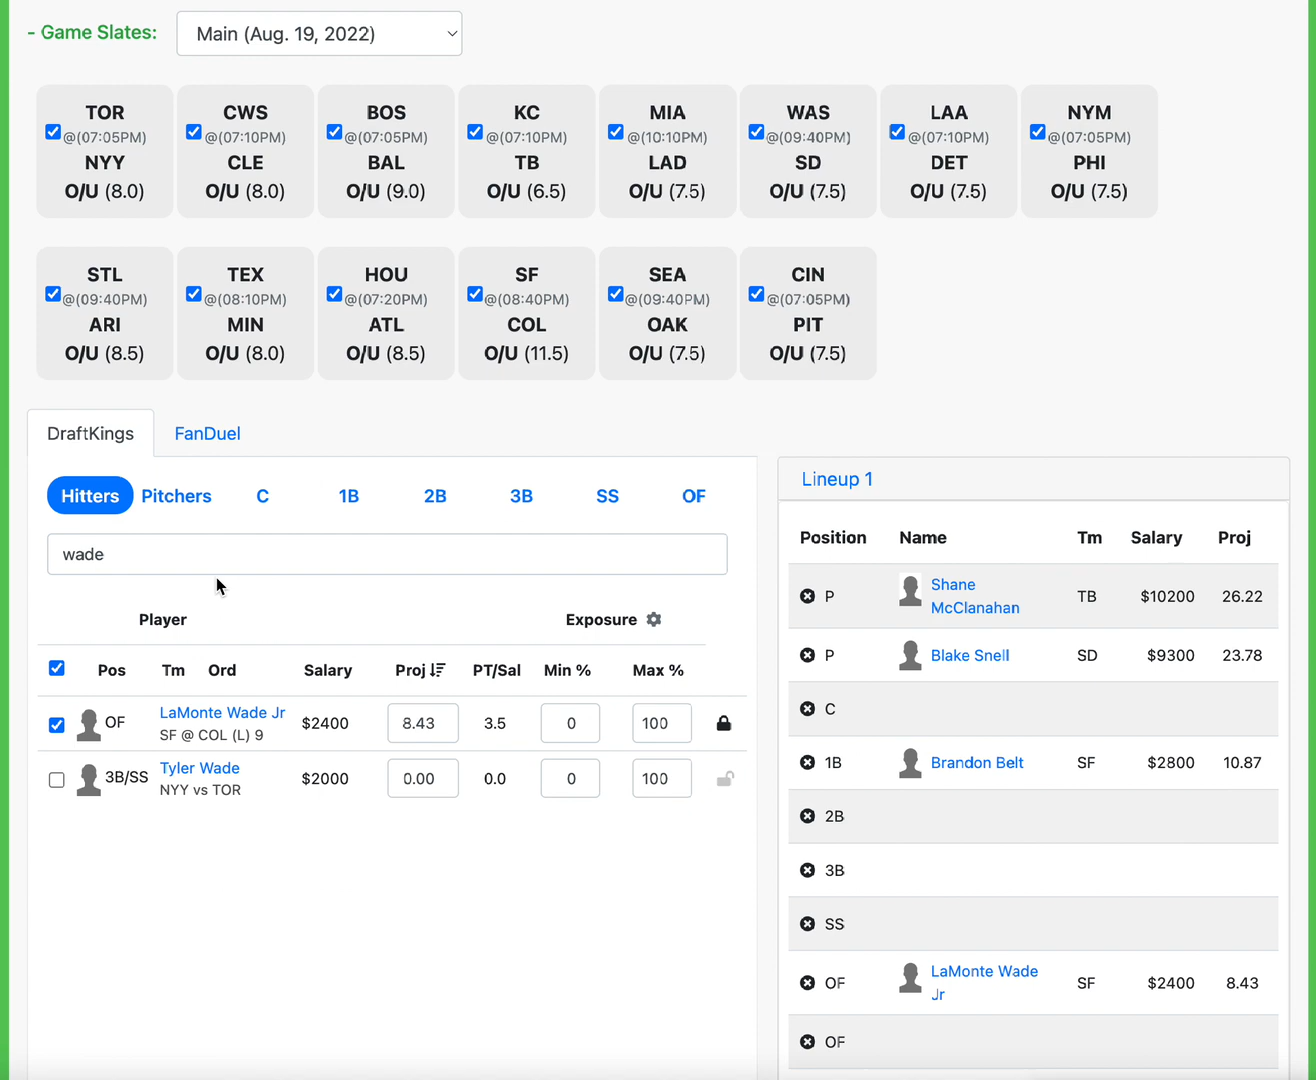 - Game Slates: Main (Aug. 19, 2022)
TOR CWS BOS KC MIA WAS LAA NYM
@(07:05PM) @(07:10PM) @(07:05PM) @(07:10PM) @(10:10PM) @(09:40PM) @(07:10PM) @(07:05PM)
NYY CLE BAL TB LAD SD DET PHI
O/U (8.0) O/U (8.0) O/U (9.0) O/U (6.5) O/U (7.5) O/U (7.5) O/U (7.5) O/U (7.5)
STL TEX HOU SF SEA CIN
@(09:40PM) @(08:10PM) @(07:20PM) @(08:40PM) @(09:40PM) @(07:05PM)
ARI MIN ATL COL OAK PIT
O/U (8.5) O/U (8.0) O/U (8.5) O/U (11.5) O/U (7.5) O/U (7.5)
DraftKings FanDuel
Hitters Pitchers C 1B 2B 3B SS OF
wade
Player Exposure
Pos Tm Ord Salary Proj PT/Sal Min % Max %
OF LaMonte Wade Jr $2400 8.43 3.5 0 100
SF @ COL (L) 9
3B/SS Tyler Wade $2000 0.00 0.0 0 100
NYY vs TOR
Lineup 1
Position Name Tm Salary Proj
P Shane McClanahan TB $10200 26.22
P Blake Snell SD $9300 23.78
C
1B Brandon Belt SF $2800 10.87
2B
3B
SS
OF LaMonte Wade Jr SF $2400 8.43
OF